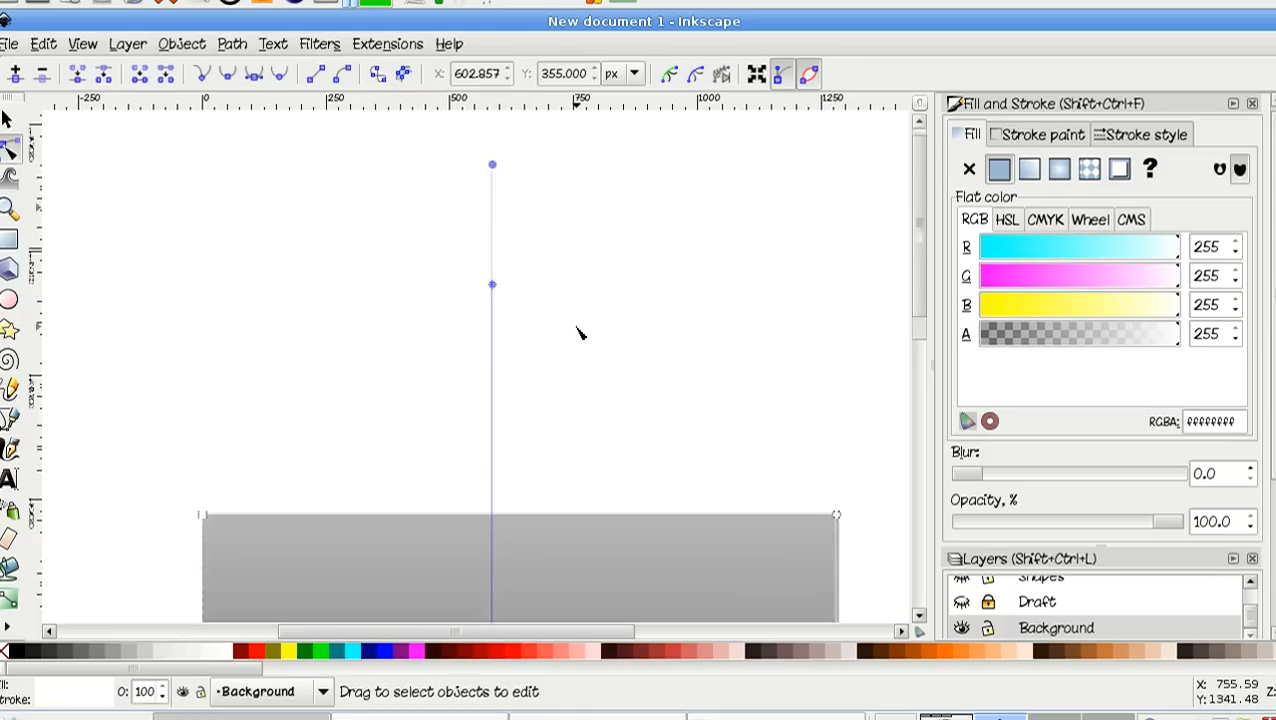 New document 1 - Inkscape
File Edit View Layer Object Path Text Filters Extensions Help
X: 602.857 Y: 355.000 px
-250 0 250 500 750 1000 1250
Fill and Stroke (Shift+Ctrl+F)
Fill Stroke paint Stroke style
?
Flat color
RGB HSL CMYK Wheel CMS
R 255
G 255
B 255
A 255
RGBA: ffffffff
Blur:
0.0
Opacity, %
100.0
Layers (Shift+Ctrl+L)
Shapes
Draft
Background
Fill:
Stroke:
O: 100 •Background Drag to select objects to edit
X: 755.59
Y: 1341.48
Z: